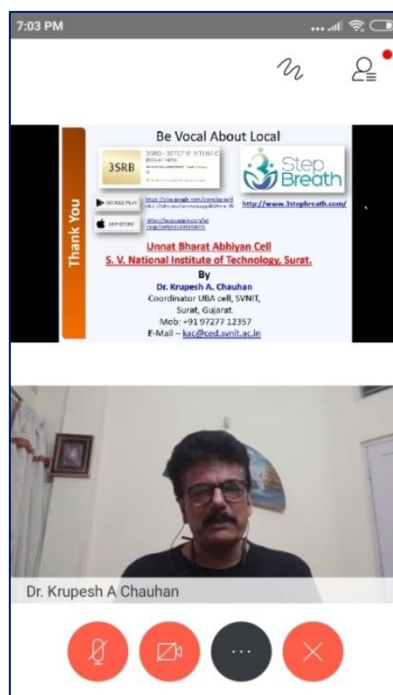 7:03 PM
Be Vocal About Local
Thank You
3SRB
3 Step Breath
GOOGLE PLAY
APP STORE
http://www.3stepbreath.com/
Unnat Bharat Abhiyan Cell
S. V. National Institute of Technology, Surat.
By
Dr. Krupesh A. Chauhan
Coordinator UBA cell, SVNIT,
Surat, Gujarat.
Mob: +91 97277 12357
E-Mail – kac@ced.svnit.ac.in
Dr. Krupesh A Chauhan